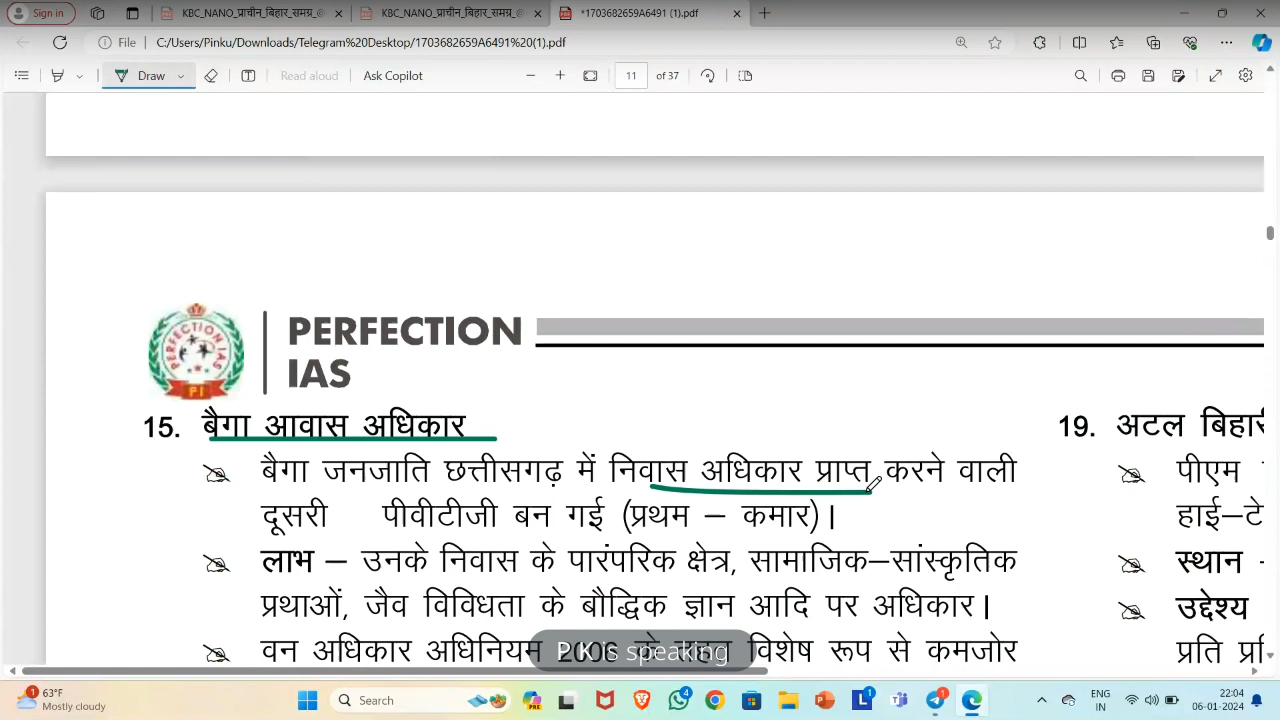 Sign in
KBC_NANO_प्राचीन_बिहार_समग्र_@
KBC_NANO_प्राचीन_बिहार_समग्र_@
*1703682659A6491 (1).pdf
File C:/Users/Pinku/Downloads/Telegram%20Desktop/1703682659A6491%20(1).pdf
Draw Read aloud Ask Copilot 11 of 37
PERFECTION
IAS
PERFECTION IAS
PI
15. बैगा आवास अधिकार
बैगा जनजाति छत्तीसगढ़ में निवास अधिकार प्राप्त करने वाली
दूसरी पीवीटीजी बन गई (प्रथम – कमार)।
लाभ – उनके निवास के पारंपरिक क्षेत्र, सामाजिक–सांस्कृतिक
प्रथाओं, जैव विविधता के बौद्धिक ज्ञान आदि पर अधिकार।
वन अधिकार अधिनियम 2006 के तहत विशेष रूप से कमजोर
19. अटल बिहारी
पीएम
हाई–टे
स्थान –
उद्देश्य
प्रति
P K is speaking
63°F
Mostly cloudy
Search
ENG
IN
22:04
06-01-2024